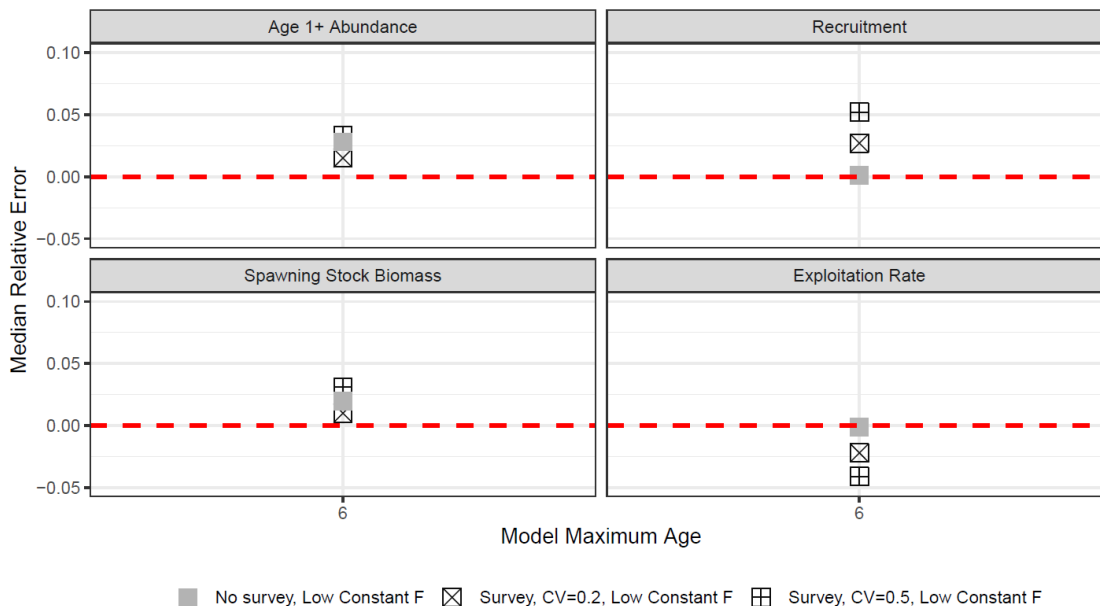 Age 1+ Abundance
Recruitment
0.10
0.05
0.00
−0.05
Spawning Stock Biomass
Exploitation Rate
0.10
0.05
0.00
−0.05
6
6
Median Relative Error
Model Maximum Age
No survey, Low Constant F
Survey, CV=0.2, Low Constant F
Survey, CV=0.5, Low Constant F